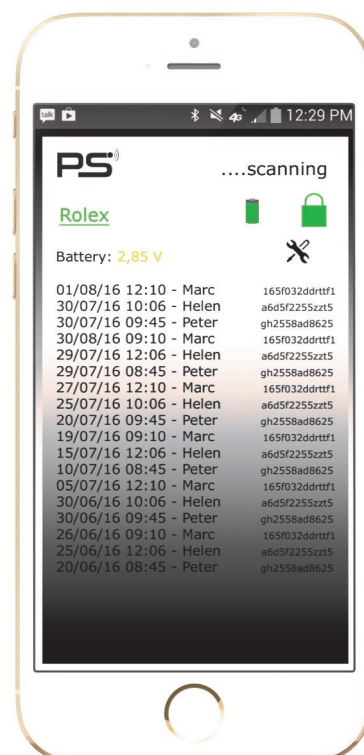 talk 4G 12:29 PM
PS
....scanning
Rolex
Battery: 2,85 V
01/08/16 12:10 - Marc 165f032ddrttf1
30/07/16 10:06 - Helen a6d5f2255zzt5
30/07/16 09:45 - Peter gh2558ad8625
30/08/16 09:10 - Marc 165f032ddrttf1
29/07/16 12:06 - Helen a6d5f2255zzt5
29/07/16 08:45 - Peter gh2558ad8625
27/07/16 12:10 - Marc 165f032ddrttf1
25/07/16 10:06 - Helen a6d5f2255zzt5
20/07/16 09:45 - Peter gh2558ad8625
19/07/16 09:10 - Marc 165f032ddrttf1
15/07/16 12:06 - Helen a6d5f2255zzt5
10/07/16 08:45 - Peter gh2558ad8625
05/07/16 12:10 - Marc 165f032ddrttf1
30/06/16 10:06 - Helen a6d5f2255zzt5
30/06/16 09:45 - Peter gh2558ad8625
26/06/16 09:10 - Marc 165f032ddrttf1
25/06/16 12:06 - Helen a6d5f2255zzt5
20/06/16 08:45 - Peter gh2558ad8625